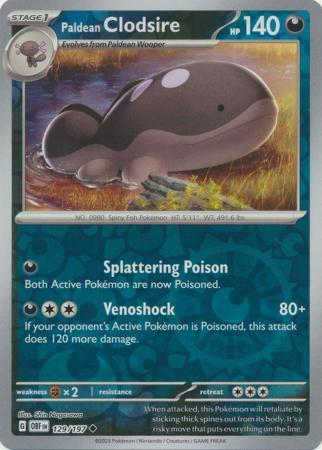 STAGE 1
Paldean Clodsire HP 140
Evolves from Paldean Wooper
NO. 0980 Spiny Fish Pokémon HT: 5'11" WT: 491.6 lbs.
Splattering Poison
Both Active Pokémon are now Poisoned.
Venoshock 80+
If your opponent's Active Pokémon is Poisoned, this attack
does 120 more damage.
weakness ×2 resistance retreat
Illus. Shin Nagasawa
G OBF EN 129/197
When attacked, this Pokémon will retaliate by
sticking thick spines out from its body. It's a
risky move that puts everything on the line.
©2023 Pokémon / Nintendo / Creatures / GAME FREAK